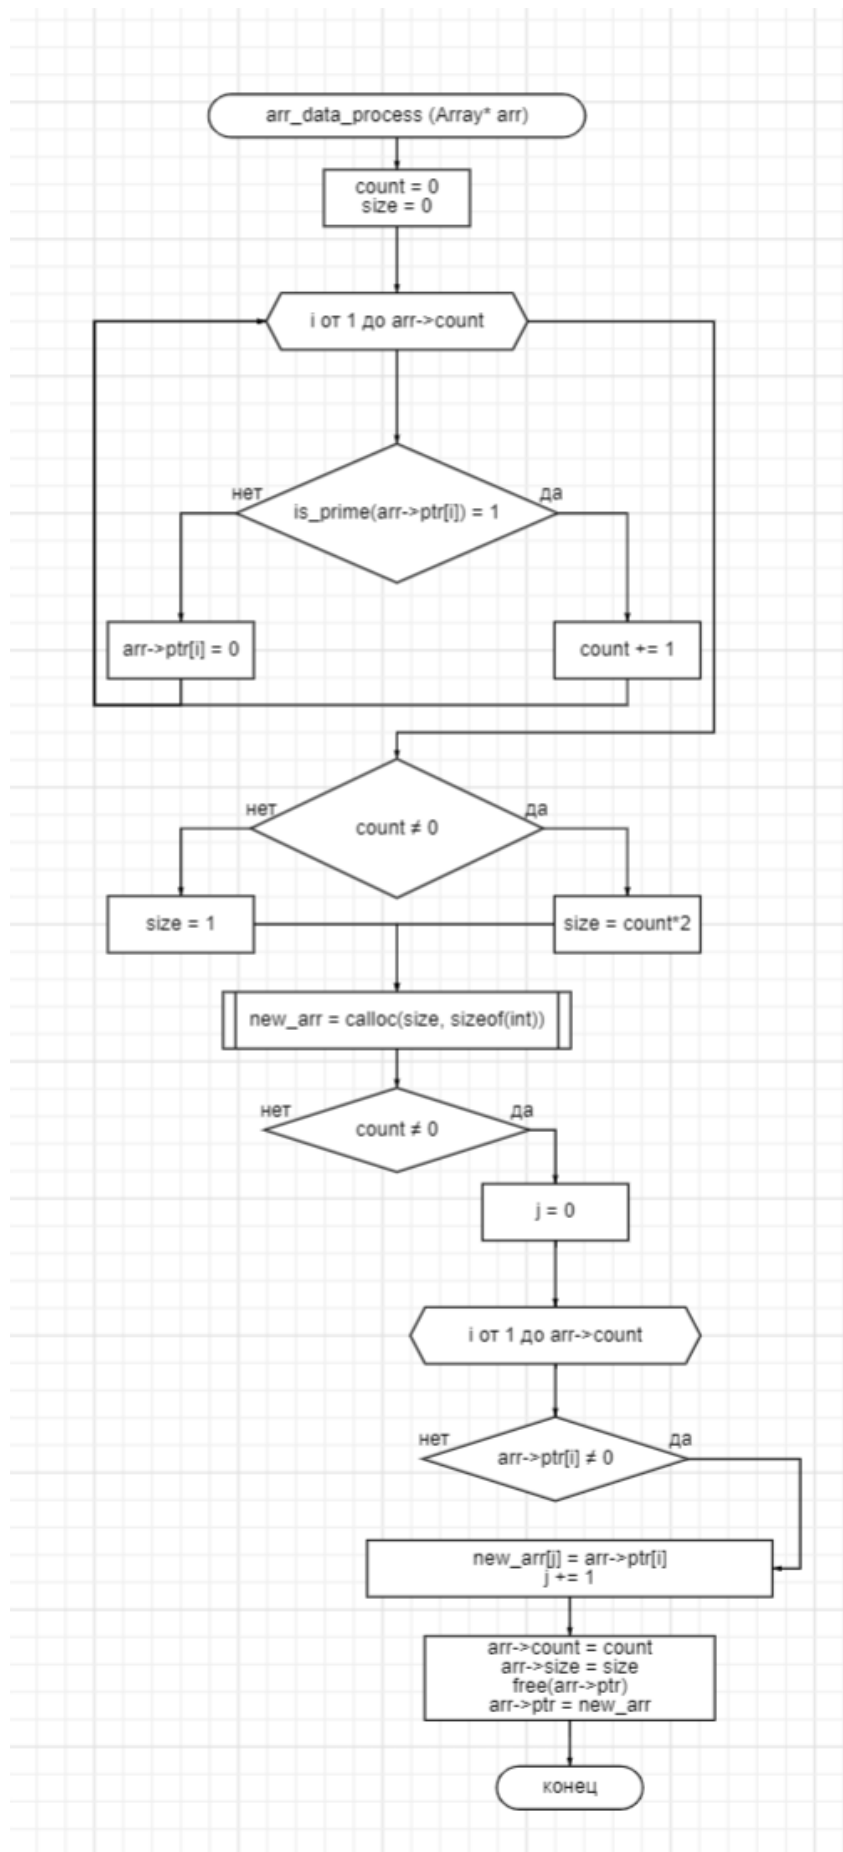 arr_data_process (Array* arr)
count = 0
size = 0
i от 1 до arr->count
нет
да
is_prime(arr->ptr[i]) = 1
arr->ptr[i] = 0
count += 1
нет
да
count ≠ 0
size = 1
size = count*2
new_arr = calloc(size, sizeof(int))
нет
да
count ≠ 0
j = 0
i от 1 до arr->count
нет
да
arr->ptr[i] ≠ 0
new_arr[j] = arr->ptr[i]
j += 1
arr->count = count
arr->size = size
free(arr->ptr)
arr->ptr = new_arr
конец